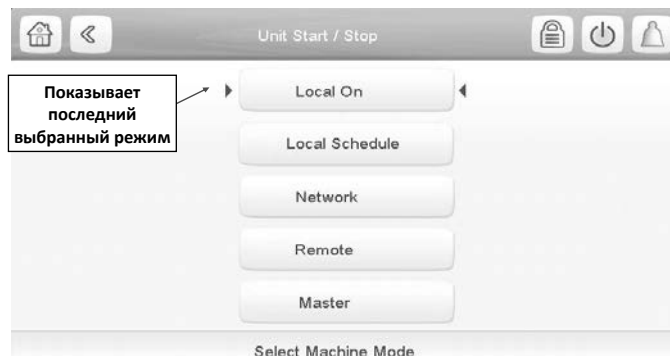 Unit Start / Stop
Показывает
последний
выбранный режим
Local On
Local Schedule
Network
Remote
Master
Select Machine Mode